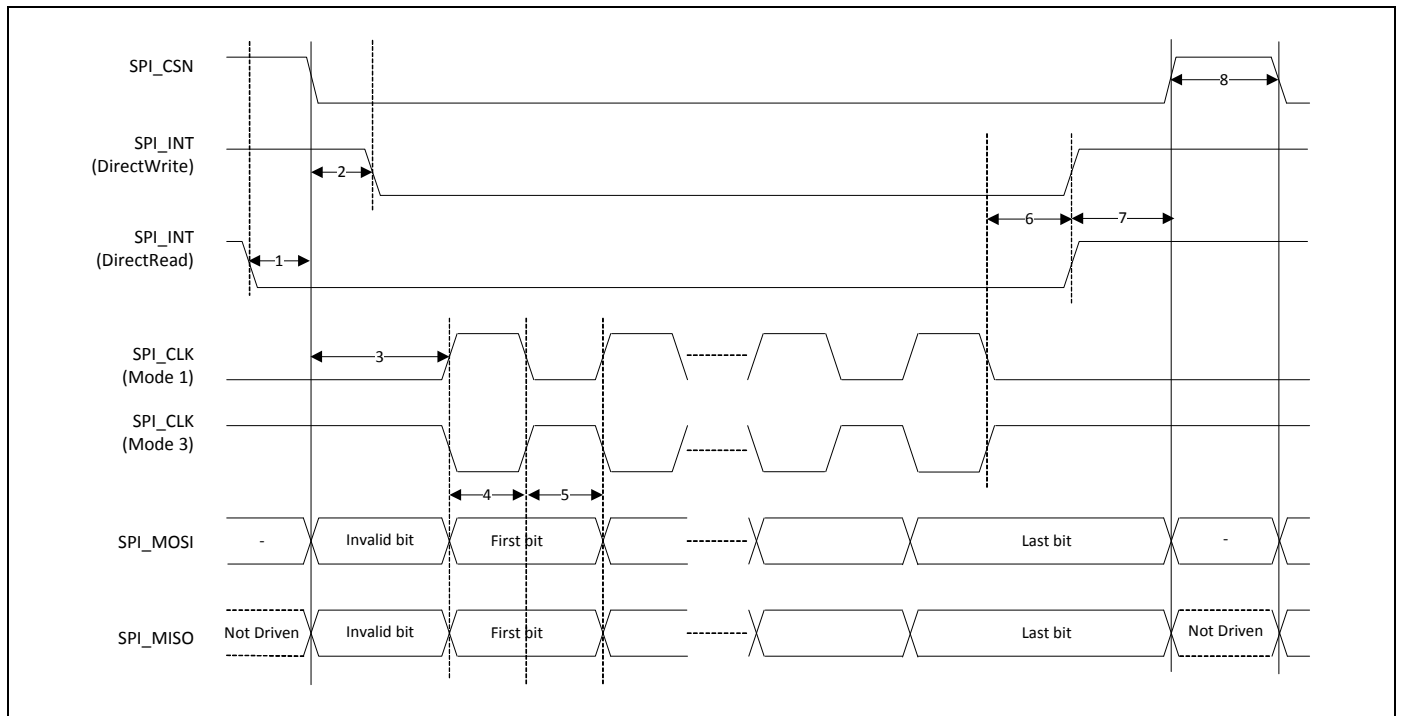 SPI_CSN
8
SPI_INT
(DirectWrite)
2
6
7
SPI_INT
(DirectRead)
1
SPI_CLK
(Mode 1)
3
SPI_CLK
(Mode 3)
4
5
SPI_MOSI
-
Invalid bit
First bit
Last bit
-
SPI_MISO
Not Driven
Invalid bit
First bit
Last bit
Not Driven